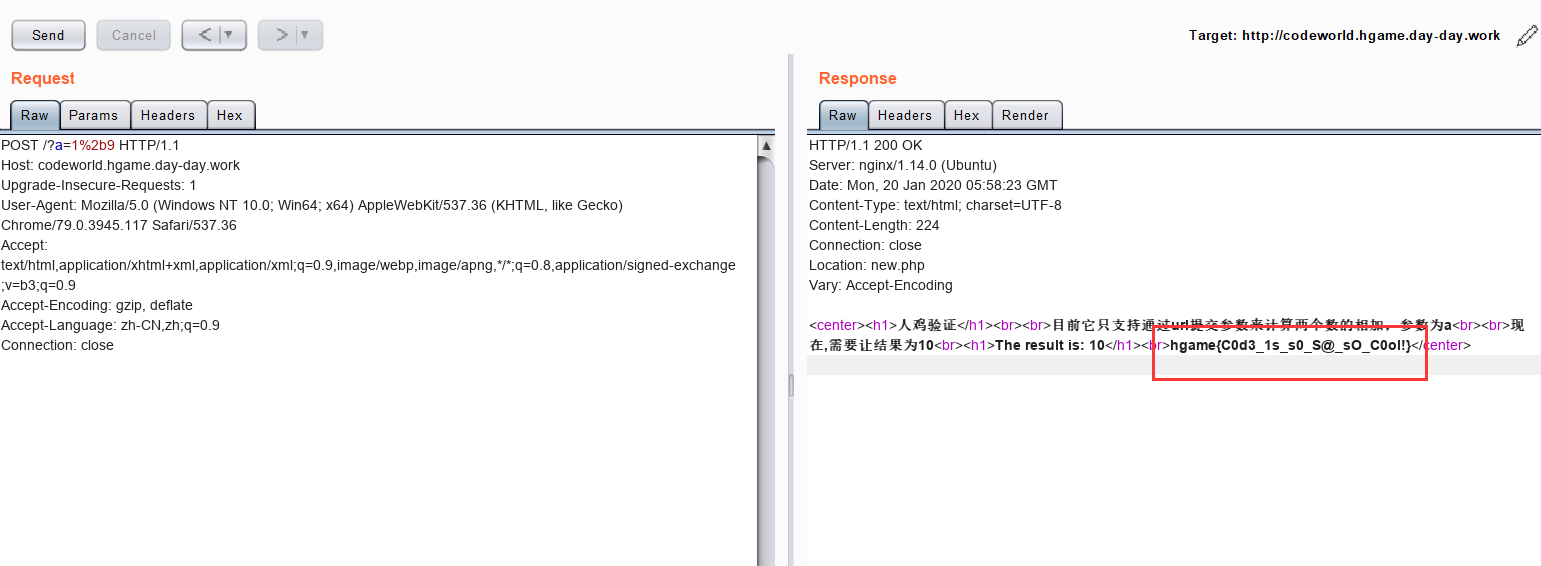 Send Cancel < > Target: http://codeworld.hgame.day-day.work
Request
Raw Params Headers Hex
POST /?a=1%2b9 HTTP/1.1
Host: codeworld.hgame.day-day.work
Upgrade-Insecure-Requests: 1
User-Agent: Mozilla/5.0 (Windows NT 10.0; Win64; x64) AppleWebKit/537.36 (KHTML, like Gecko)
Chrome/79.0.3945.117 Safari/537.36
Accept:
text/html,application/xhtml+xml,application/xml;q=0.9,image/webp,image/apng,*/*;q=0.8,application/signed-exchange
;v=b3;q=0.9
Accept-Encoding: gzip, deflate
Accept-Language: zh-CN,zh;q=0.9
Connection: close
Response
Raw Headers Hex Render
HTTP/1.1 200 OK
Server: nginx/1.14.0 (Ubuntu)
Date: Mon, 20 Jan 2020 05:58:23 GMT
Content-Type: text/html; charset=UTF-8
Content-Length: 224
Connection: close
Location: new.php
Vary: Accept-Encoding
<center><h1>人鸡验证</h1><br><br>目前它只支持通过url提交参数来计算两个数的相加，参数为a<br><br>现
在,需要让结果为10<br><h1>The result is: 10</h1><br>hgame{C0d3_1s_s0_S@_sO_C0ol!}</center>